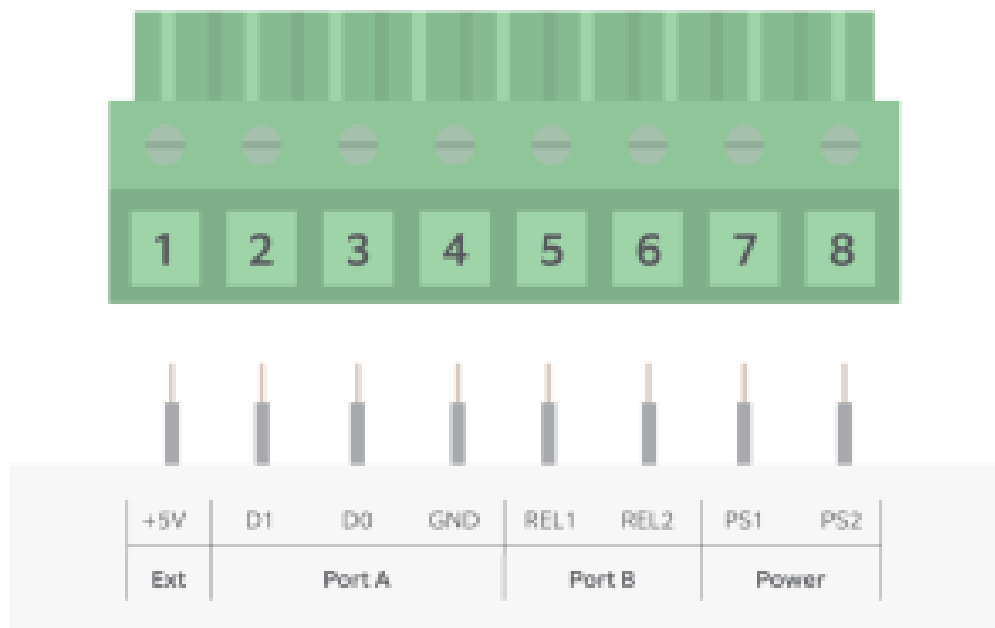 1 2 3 4 5 6 7 8
+5V D1 D0 GND REL1 REL2 PS1 PS2
Ext Port A Port B Power